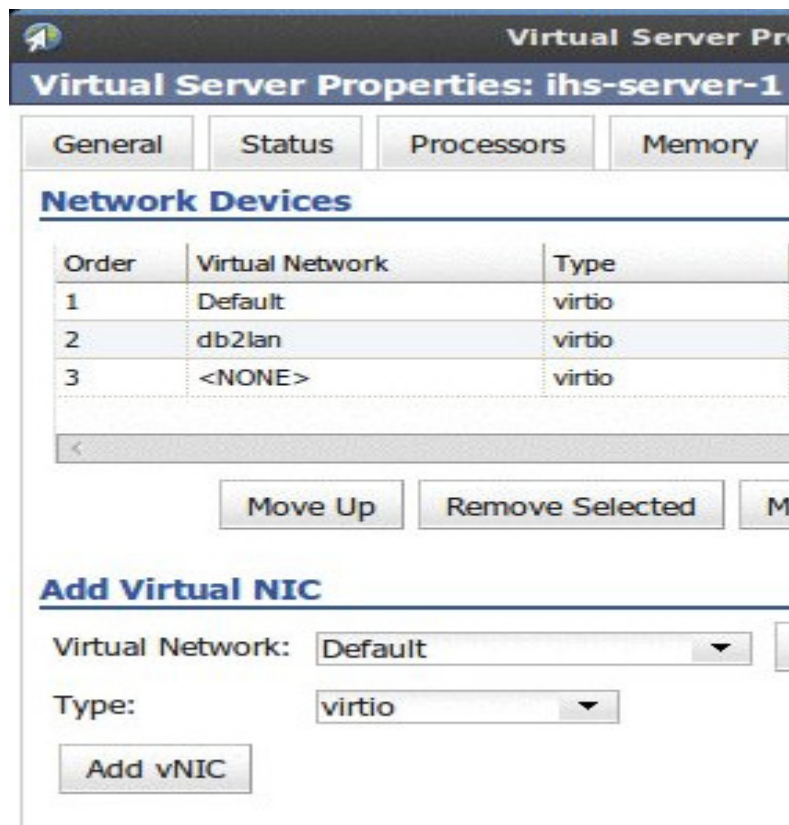 Virtual Server Pr
Virtual Server Properties: ihs-server-1
General Status Processors Memory
Network Devices
Order Virtual Network Type
1 Default virtio
2 db2lan virtio
3 <NONE> virtio
Move Up Remove Selected M
Add Virtual NIC
Virtual Network: Default
Type: virtio
Add vNIC